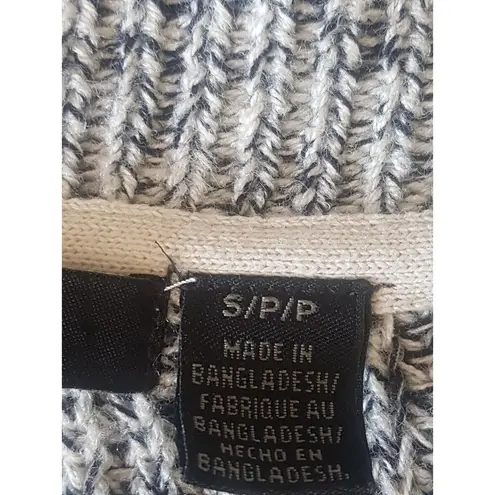 S/P/P
MADE IN
BANGLADESH/
FABRIQUE AU
BANGLADESH/
HECHO EN
BANGLADESH.